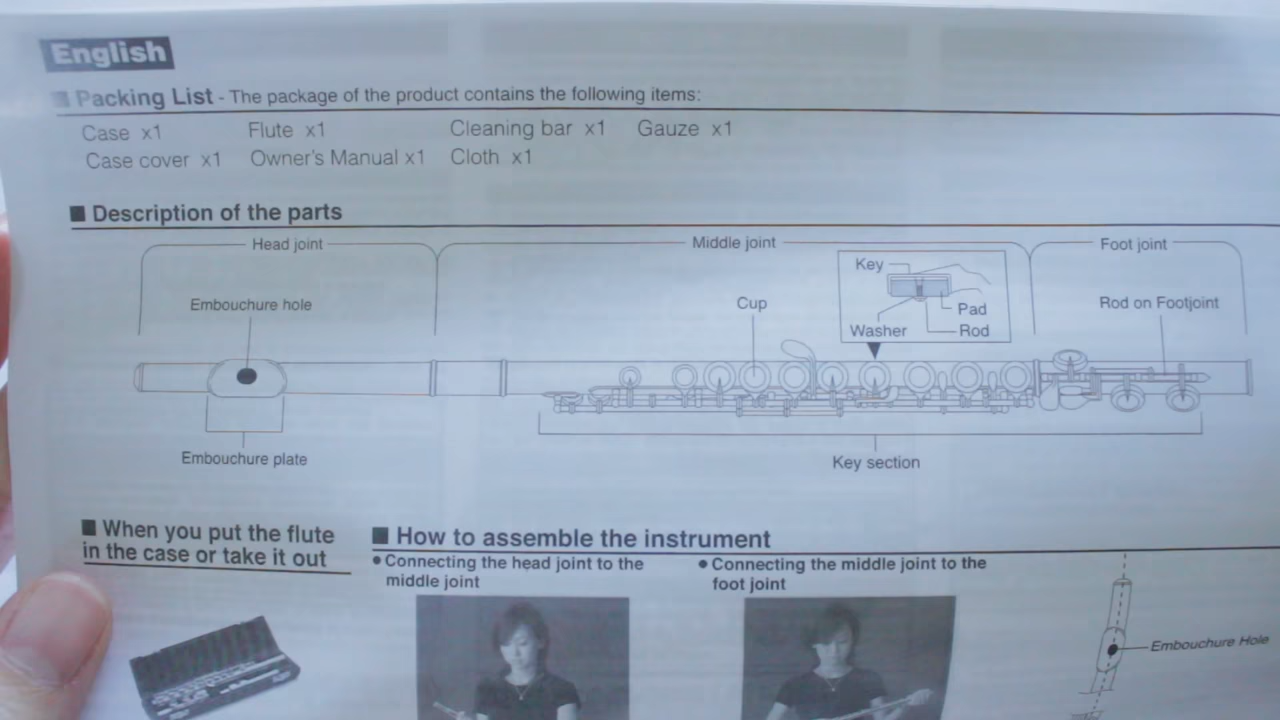 English
■ Packing List - The package of the product contains the following items:
Case x1 Flute x1 Cleaning bar x1 Gauze x1
Case cover x1 Owner's Manual x1 Cloth x1
■ Description of the parts
Head joint Middle joint Foot joint
Key
Embouchure hole Cup Pad Rod on Footjoint
Washer Rod
Embouchure plate Key section
■ When you put the flute
in the case or take it out
■ How to assemble the instrument
• Connecting the head joint to the
middle joint
• Connecting the middle joint to the
foot joint
Embouchure Hole